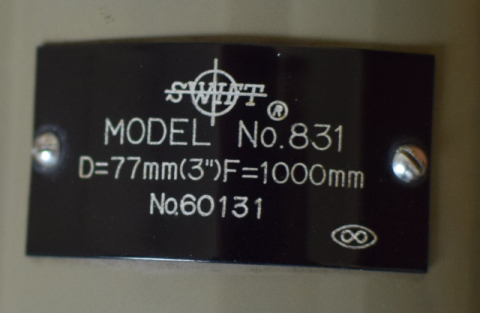 SWIFT ®
MODEL No.831
D=77mm(3")F=1000mm
No.60131